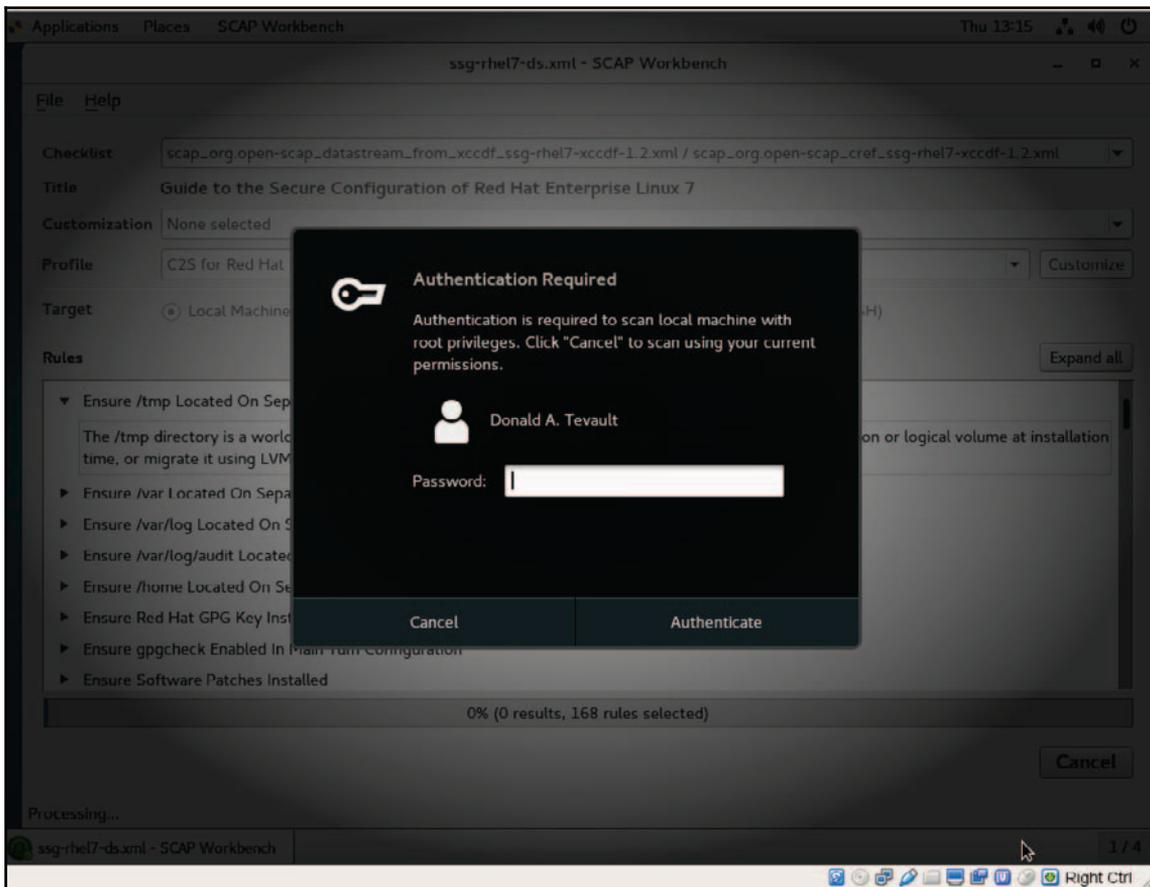 Applications Places SCAP Workbench Thu 13:15
ssg-rhel7-ds.xml - SCAP Workbench
File Help
Checklist scap_org.open-scap_datastream_from_xccdf_ssg-rhel7-xccdf-1.2.xml / scap_org.open-scap_cref_ssg-rhel7-xccdf-1.2.xml
Title Guide to the Secure Configuration of Red Hat Enterprise Linux 7
Customization None selected
Profile C2S for Red Hat Customize
Target Local Machine SH)
Rules Expand all
Ensure /tmp Located On Sep
The /tmp directory is a world on or logical volume at installation
time, or migrate it using LVM
Ensure /var Located On Sepa
Ensure /var/log Located On S
Ensure /var/log/audit Located
Ensure /home Located On Se
Ensure Red Hat GPG Key Inst
Ensure gpgcheck Enabled In Main Yum Configuration
Ensure Software Patches Installed
Authentication Required
Authentication is required to scan local machine with
root privileges. Click "Cancel" to scan using your current
permissions.
Donald A. Tevault
Password:
Cancel Authenticate
0% (0 results, 168 rules selected)
Cancel
Processing...
ssg-rhel7-ds.xml - SCAP Workbench 1 / 4
Right Ctrl